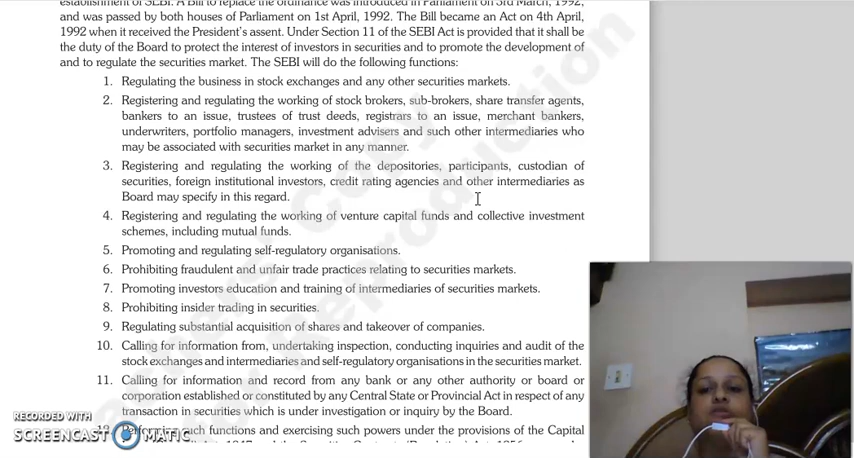 establishment of SEBI. A Bill to replace the ordinance was introduced in Parliament on 3rd March, 1992,
and was passed by both houses of Parliament on 1st April, 1992. The Bill became an Act on 4th April,
1992 when it received the President's assent. Under Section 11 of the SEBI Act is provided that it shall be
the duty of the Board to protect the interest of investors in securities and to promote the development of
and to regulate the securities market. The SEBI will do the following functions:
1. Regulating the business in stock exchanges and any other securities markets.
2. Registering and regulating the working of stock brokers, sub-brokers, share transfer agents,
bankers to an issue, trustees of trust deeds, registrars to an issue, merchant bankers,
underwriters, portfolio managers, investment advisers and such other intermediaries who
may be associated with securities market in any manner.
3. Registering and regulating the working of the depositories, participants, custodian of
securities, foreign institutional investors, credit rating agencies and other intermediaries as
Board may specify in this regard.
4. Registering and regulating the working of venture capital funds and collective investment
schemes, including mutual funds.
5. Promoting and regulating self-regulatory organisations.
6. Prohibiting fraudulent and unfair trade practices relating to securities markets.
7. Promoting investors education and training of intermediaries of securities markets.
8. Prohibiting insider trading in securities.
9. Regulating substantial acquisition of shares and takeover of companies.
10. Calling for information from, undertaking inspection, conducting inquiries and audit of the
stock exchanges and intermediaries and self-regulatory organisations in the securities market.
11. Calling for information and record from any bank or any other authority or board or
corporation established or constituted by any Central State or Provincial Act in respect of any
transaction in securities which is under investigation or inquiry by the Board.
12. Performing such functions and exercising such powers under the provisions of the Capital
RECORDED WITH
SCREENCAST MATIC
Copy
Reproduction